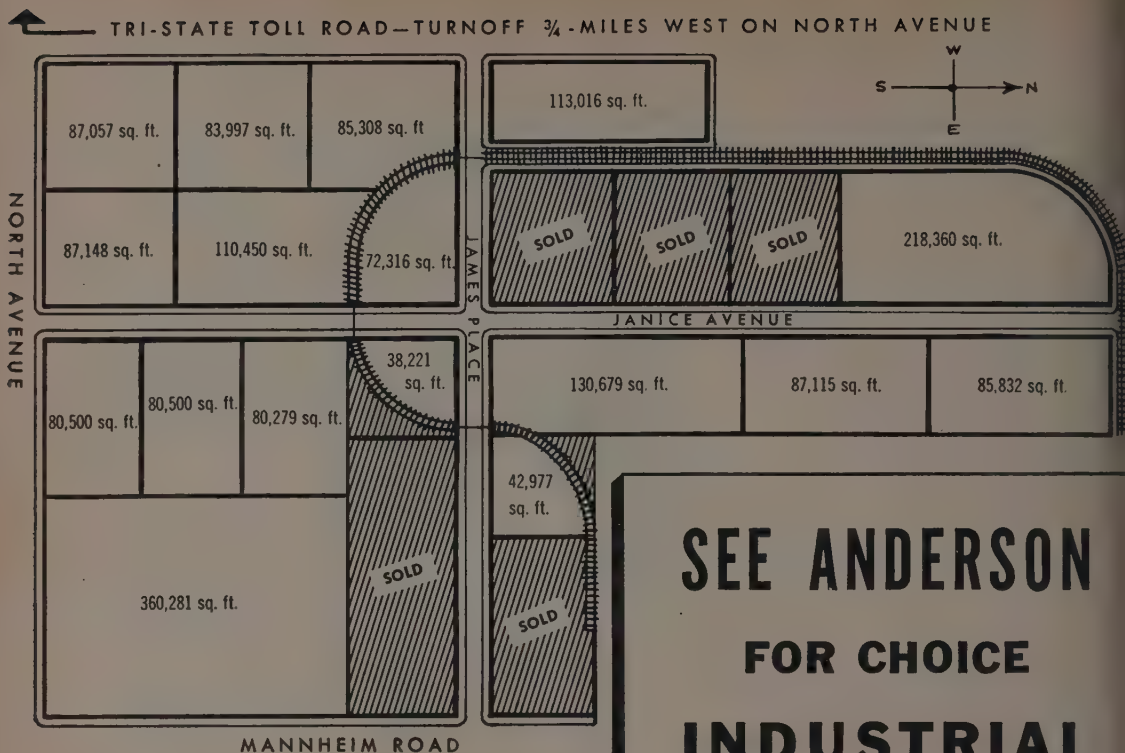 TRI-STATE TOLL ROAD—TURNOFF ¾-MILES WEST ON NORTH AVENUE
W
S
N
E
87,057 sq. ft.
83,997 sq. ft.
85,308 sq. ft
113,016 sq. ft.
NORTH AVENUE
87,148 sq. ft.
110,450 sq. ft.
72,316 sq. ft.
JAMES PLACE
SOLD
SOLD
SOLD
218,360 sq. ft.
JANICE AVENUE
80,500 sq. ft.
80,500 sq. ft.
80,279 sq. ft.
38,221
sq. ft.
130,679 sq. ft.
87,115 sq. ft.
85,832 sq. ft.
42,977
sq. ft.
360,281 sq. ft.
SOLD
SOLD
MANNHEIM ROAD
SEE ANDERSON
FOR CHOICE
INDUSTRIAL